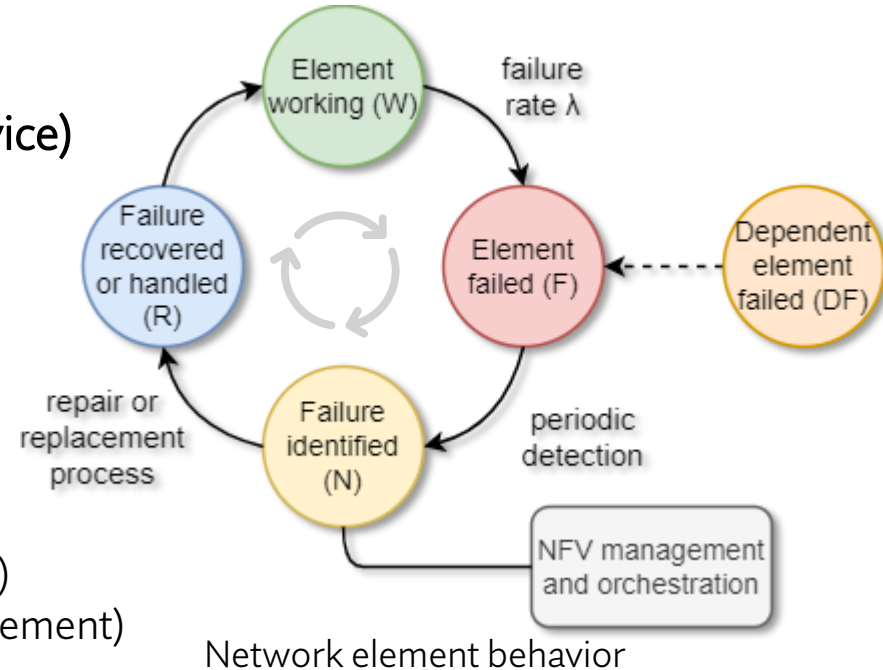 Element
working (W)
failure
rate λ
vice)
Failure
recovered
or handled
(R)
Element
failed (F)
Dependent
element
failed (DF)
repair or
replacement
process
Failure
identified
(N)
periodic
detection
NFV management
and orchestration
)
ement)
Network element behavior